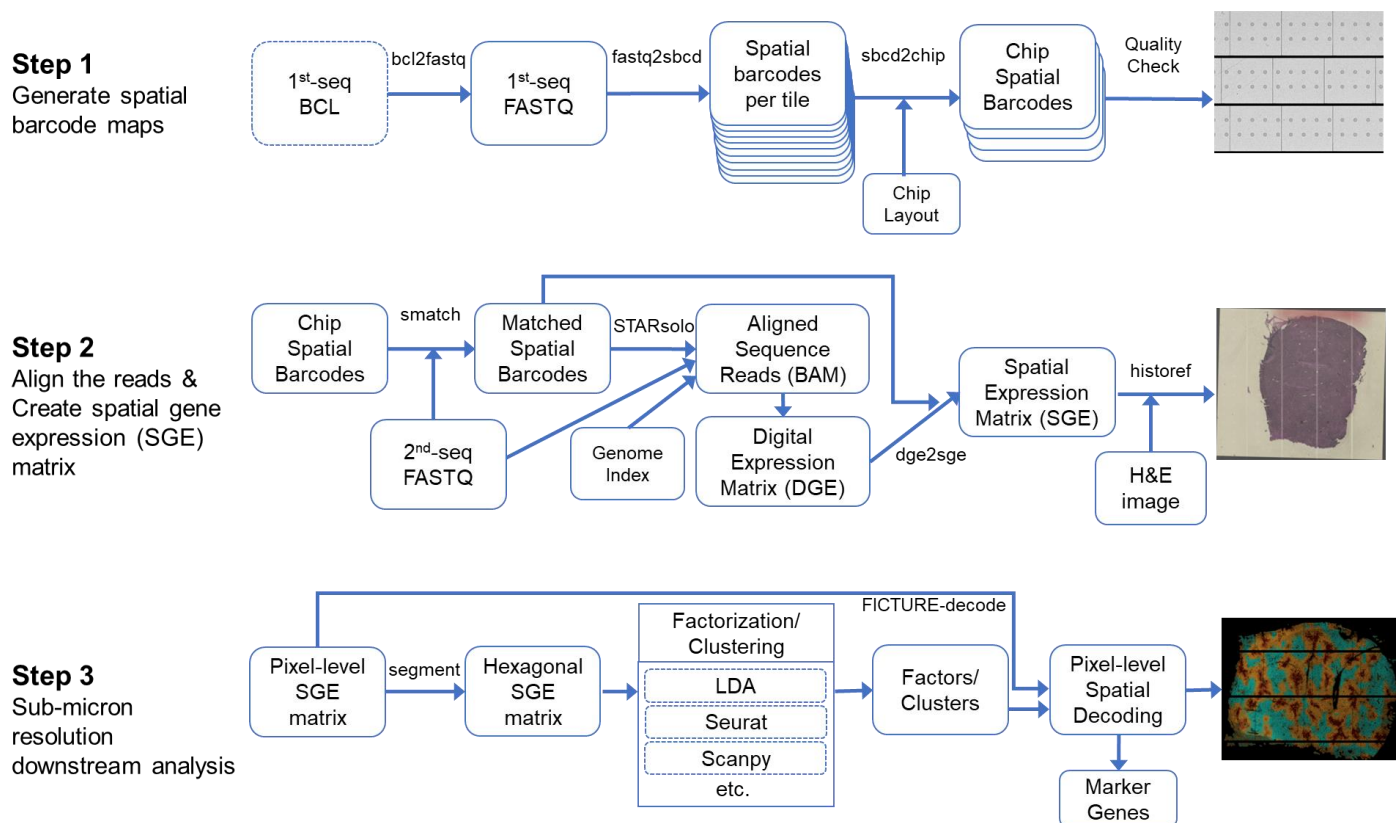 Step 1
Generate spatial
barcode maps
1st-seq
BCL
bcl2fastq
1st-seq
FASTQ
fastq2sbcd
Spatial
barcodes
per tile
sbcd2chip
Chip
Layout
Chip
Spatial
Barcodes
Quality
Check
Step 2
Align the reads &
Create spatial gene
expression (SGE)
matrix
Chip
Spatial
Barcodes
smatch
2nd-seq
FASTQ
Matched
Spatial
Barcodes
STARsolo
Genome
Index
Aligned
Sequence
Reads (BAM)
Digital
Expression
Matrix (DGE)
dge2sge
Spatial
Expression
Matrix (SGE)
historef
H&E
image
Step 3
Sub-micron
resolution
downstream analysis
Pixel-level
SGE
matrix
segment
Hexagonal
SGE
matrix
Factorization/
Clustering
LDA
Seurat
Scanpy
etc.
Factors/
Clusters
FICTURE-decode
Pixel-level
Spatial
Decoding
Marker
Genes